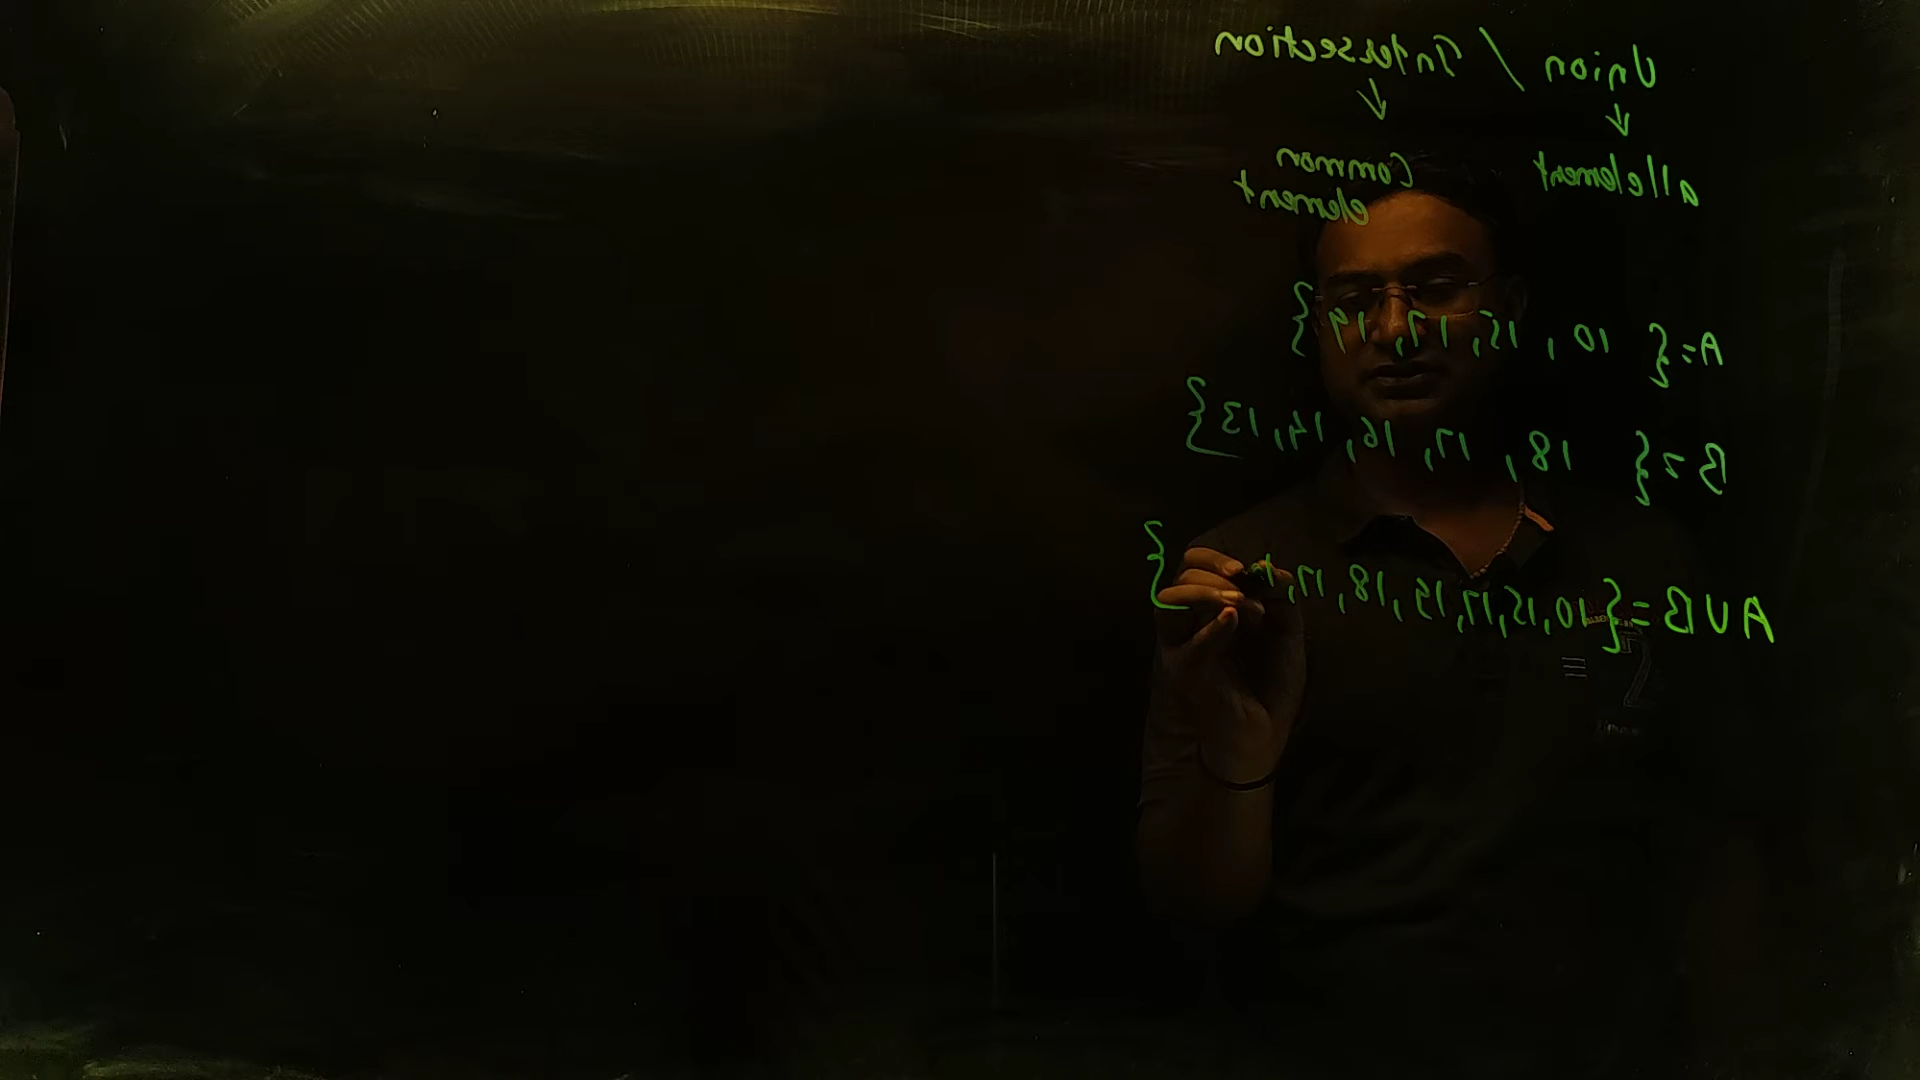 Union / Intersection
↓ ↓
all element Common element
A = { 10, 15, 17, 19 }
B = { 18, 17, 16, 14, 13 }
A ∪ B = { 10, 15, 17, 19, 18, 17, 1 }